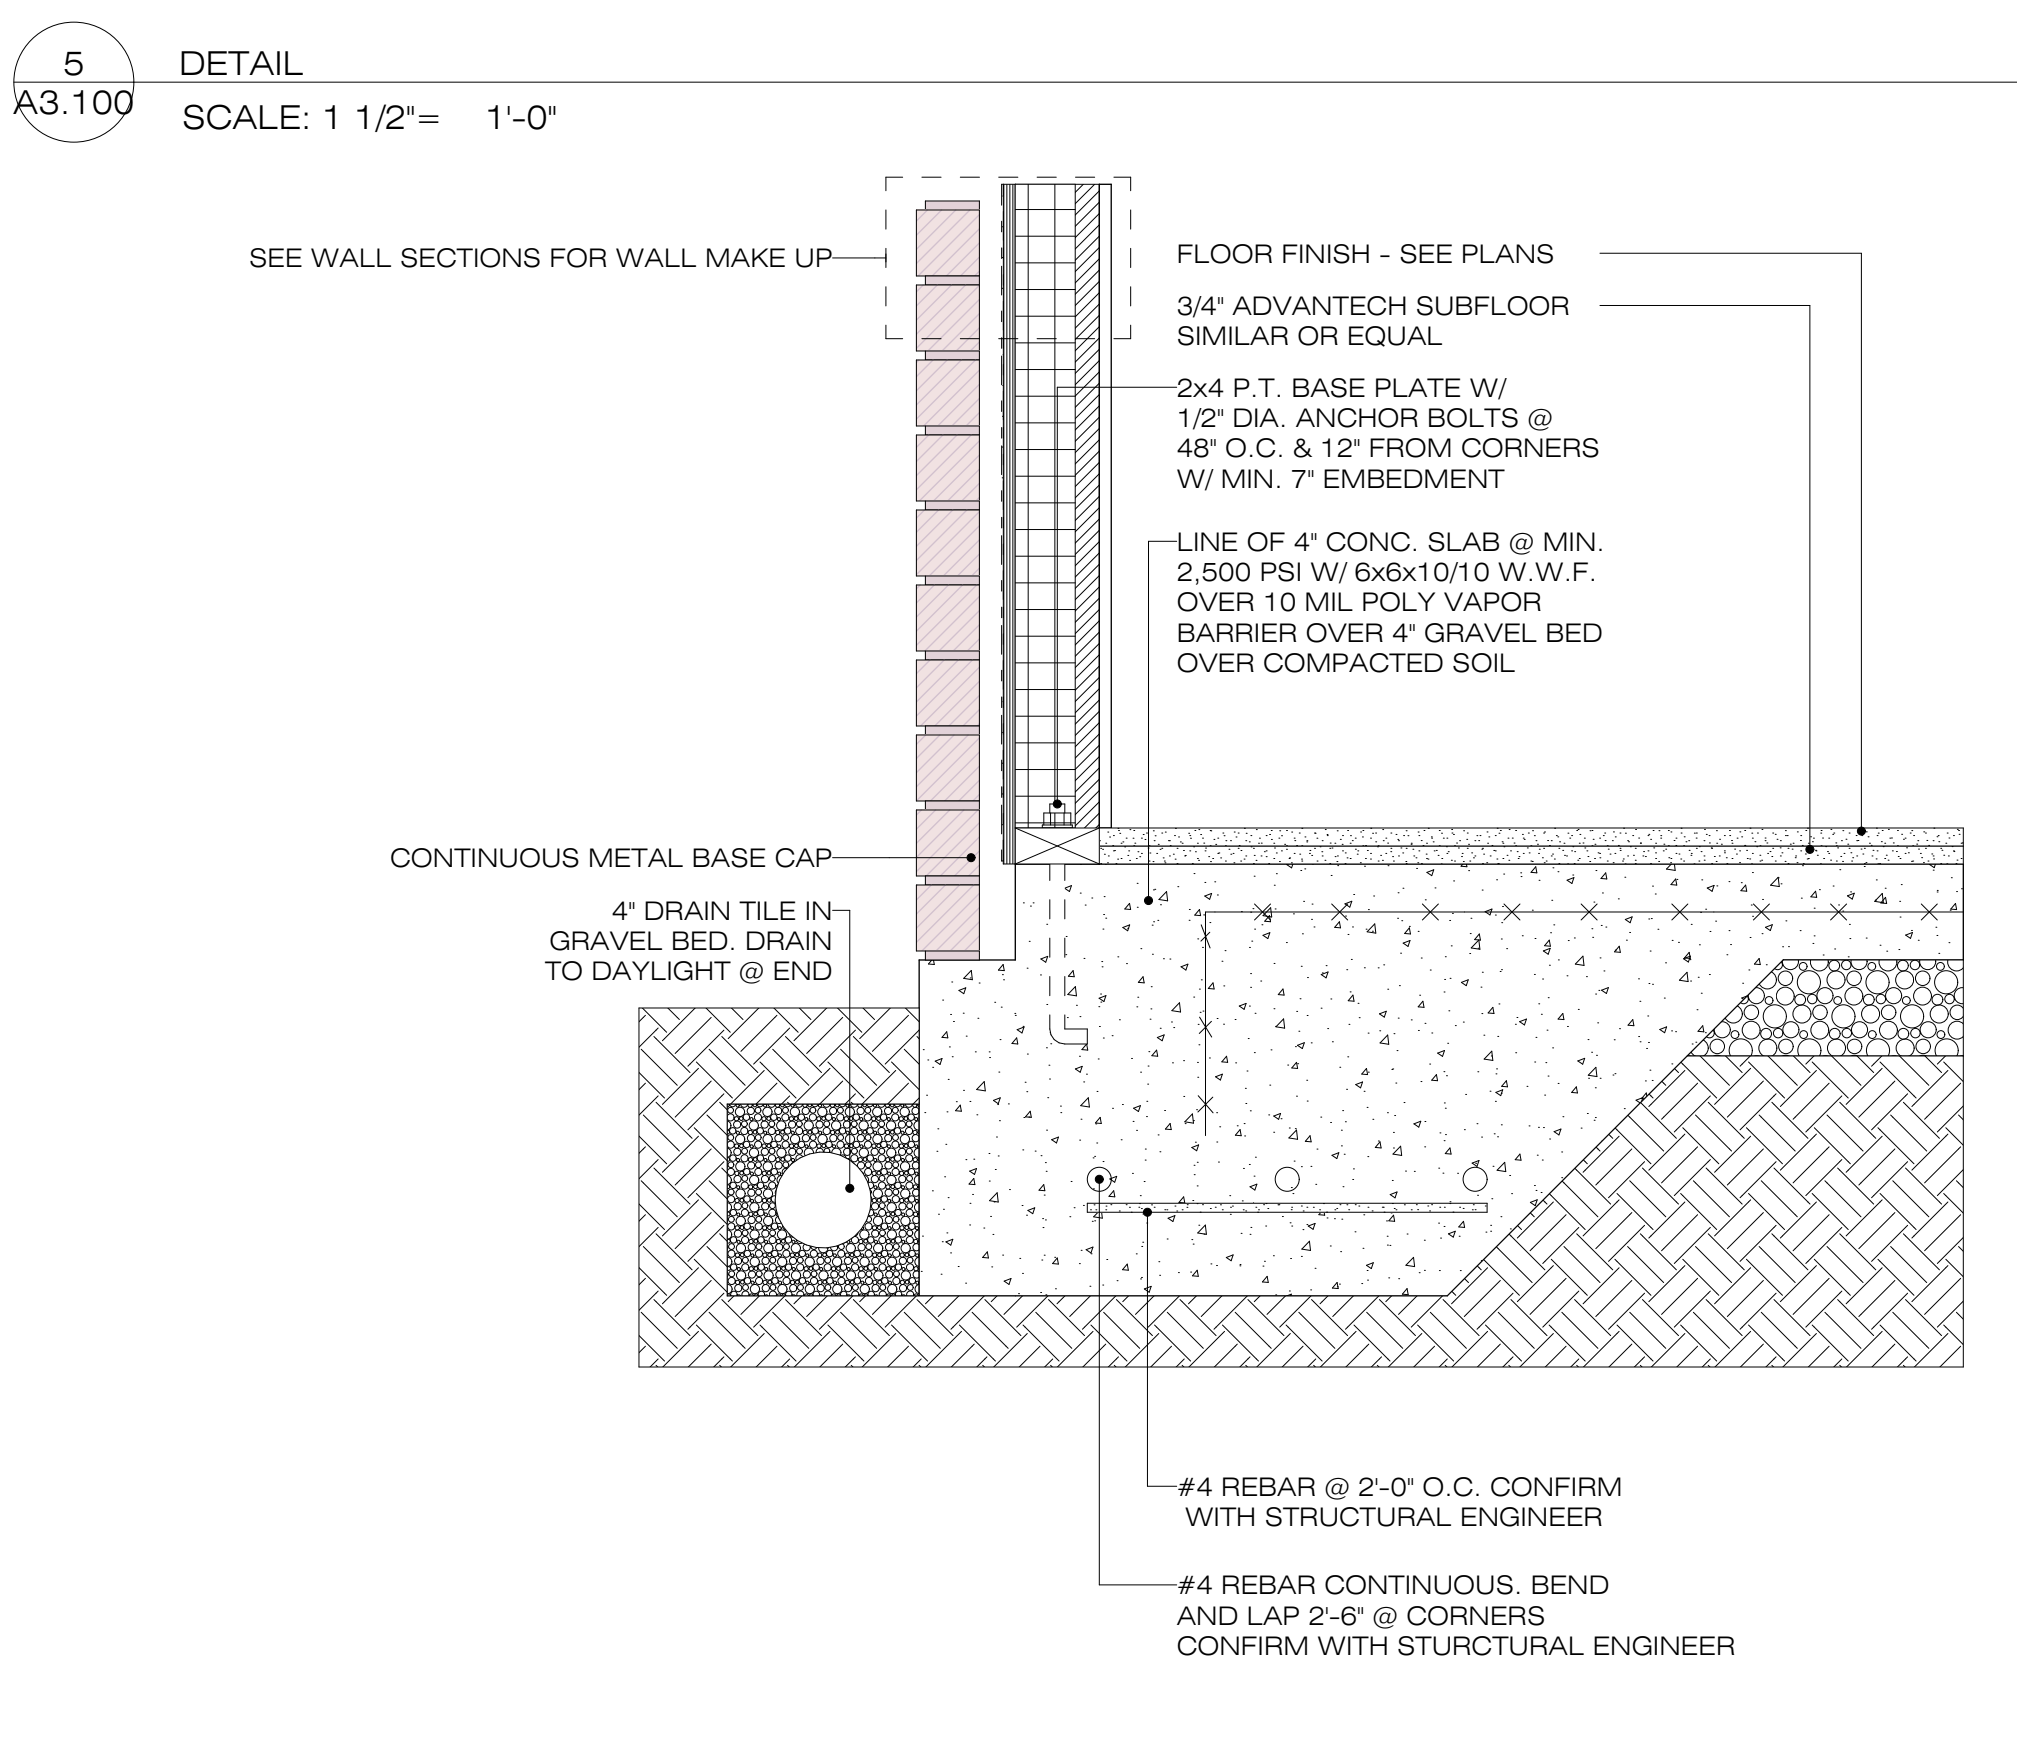 5
A3.100
DETAIL
SCALE: 1 1/2"= 1'-0"
SEE WALL SECTIONS FOR WALL MAKE UP
FLOOR FINISH - SEE PLANS
3/4" ADVANTECH SUBFLOOR
SIMILAR OR EQUAL
2x4 P.T. BASE PLATE W/
1/2" DIA. ANCHOR BOLTS @
48" O.C. & 12" FROM CORNERS
W/ MIN. 7" EMBEDMENT
LINE OF 4" CONC. SLAB @ MIN.
2,500 PSI W/ 6x6x10/10 W.W.F.
OVER 10 MIL POLY VAPOR
BARRIER OVER 4" GRAVEL BED
OVER COMPACTED SOIL
CONTINUOUS METAL BASE CAP
4" DRAIN TILE IN
GRAVEL BED. DRAIN
TO DAYLIGHT @ END
#4 REBAR @ 2'-0" O.C. CONFIRM
WITH STRUCTURAL ENGINEER
#4 REBAR CONTINUOUS. BEND
AND LAP 2'-6" @ CORNERS
CONFIRM WITH STURCTURAL ENGINEER